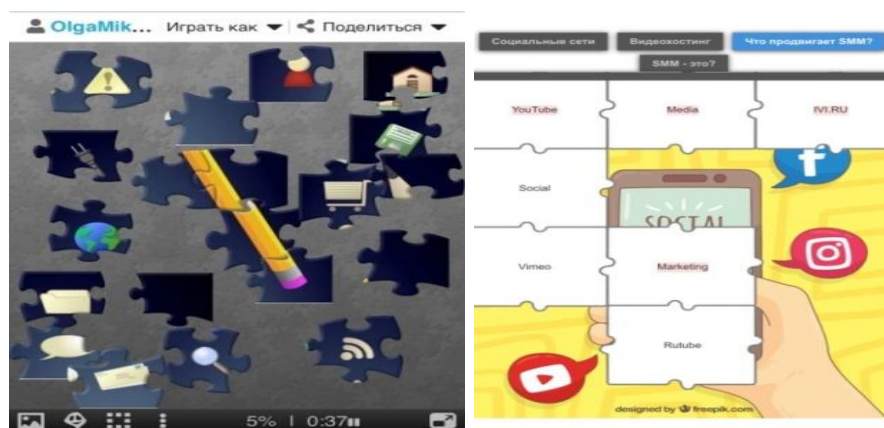 OlgaMik... Играть как Поделиться
5% | 0:37
Социальные сети Видеохостинг Что продвигает SMM?
SMM - это?
YouTube Media IVI.RU
Social
SOCIAL
Vimeo Marketing
Rutube
designed by freepik.com